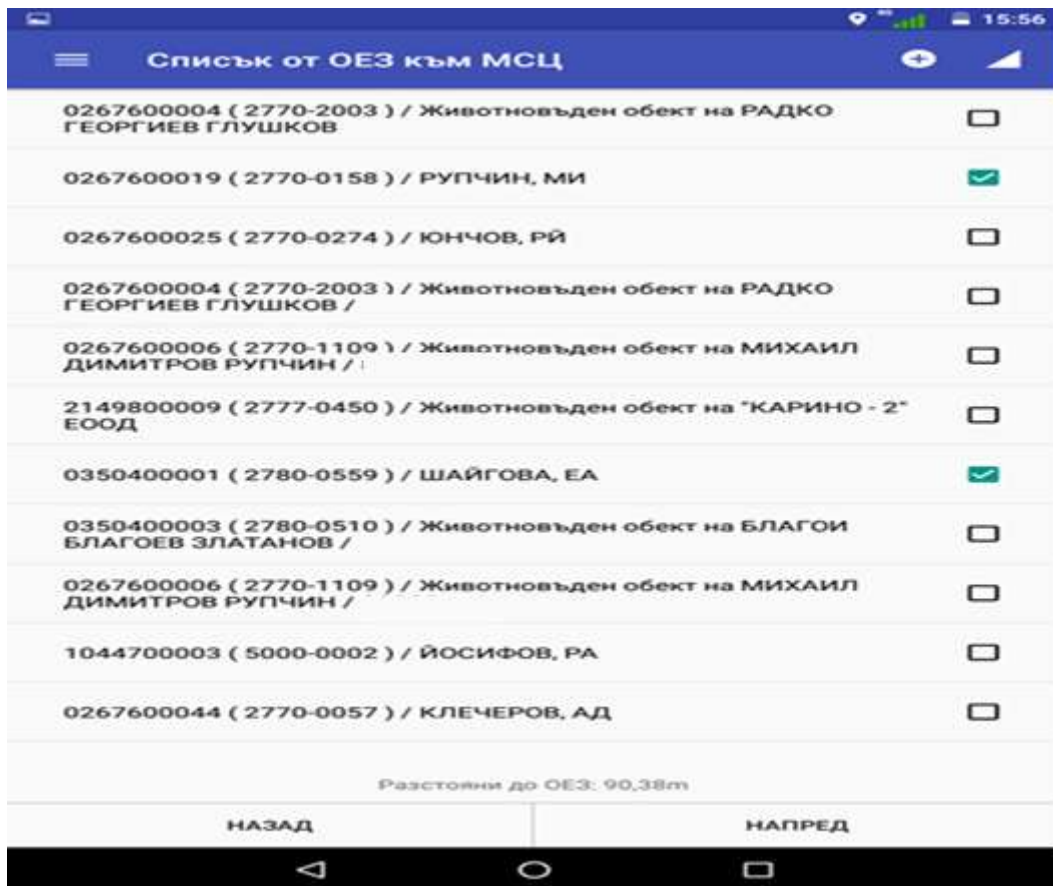 4G 15:56
Списък от ОЕЗ към МСЦ
0267600004 ( 2770-2003 ) / Животновъден обект на РАДКО
ГЕОРГИЕВ ГЛУШКОВ
0267600019 ( 2770-0158 ) / РУПЧИН, МИ
0267600025 ( 2770-0274 ) / ЮНЧОВ, РЙ
0267600004 ( 2770-2003 ) / Животновъден обект на РАДКО
ГЕОРГИЕВ ГЛУШКОВ /
0267600006 ( 2770-1109 ) / Животновъден обект на МИХАИЛ
ДИМИТРОВ РУПЧИН /
2149800009 ( 2777-0450 ) / Животновъден обект на "КАРИНО - 2"
ЕООД
0350400001 ( 2780-0559 ) / ШАЙГОВА, ЕА
0350400003 ( 2780-0510 ) / Животновъден обект на БЛАГОИ
БЛАГОЕВ ЗЛАТАНОВ /
0267600006 ( 2770-1109 ) / Животновъден обект на МИХАИЛ
ДИМИТРОВ РУПЧИН /
1044700003 ( 5000-0002 ) / ЙОСИФОВ, РА
0267600044 ( 2770-0057 ) / КЛЕЧЕРОВ, АД
Разстояни до ОЕЗ: 90,38m
НАЗАД НАПРЕД